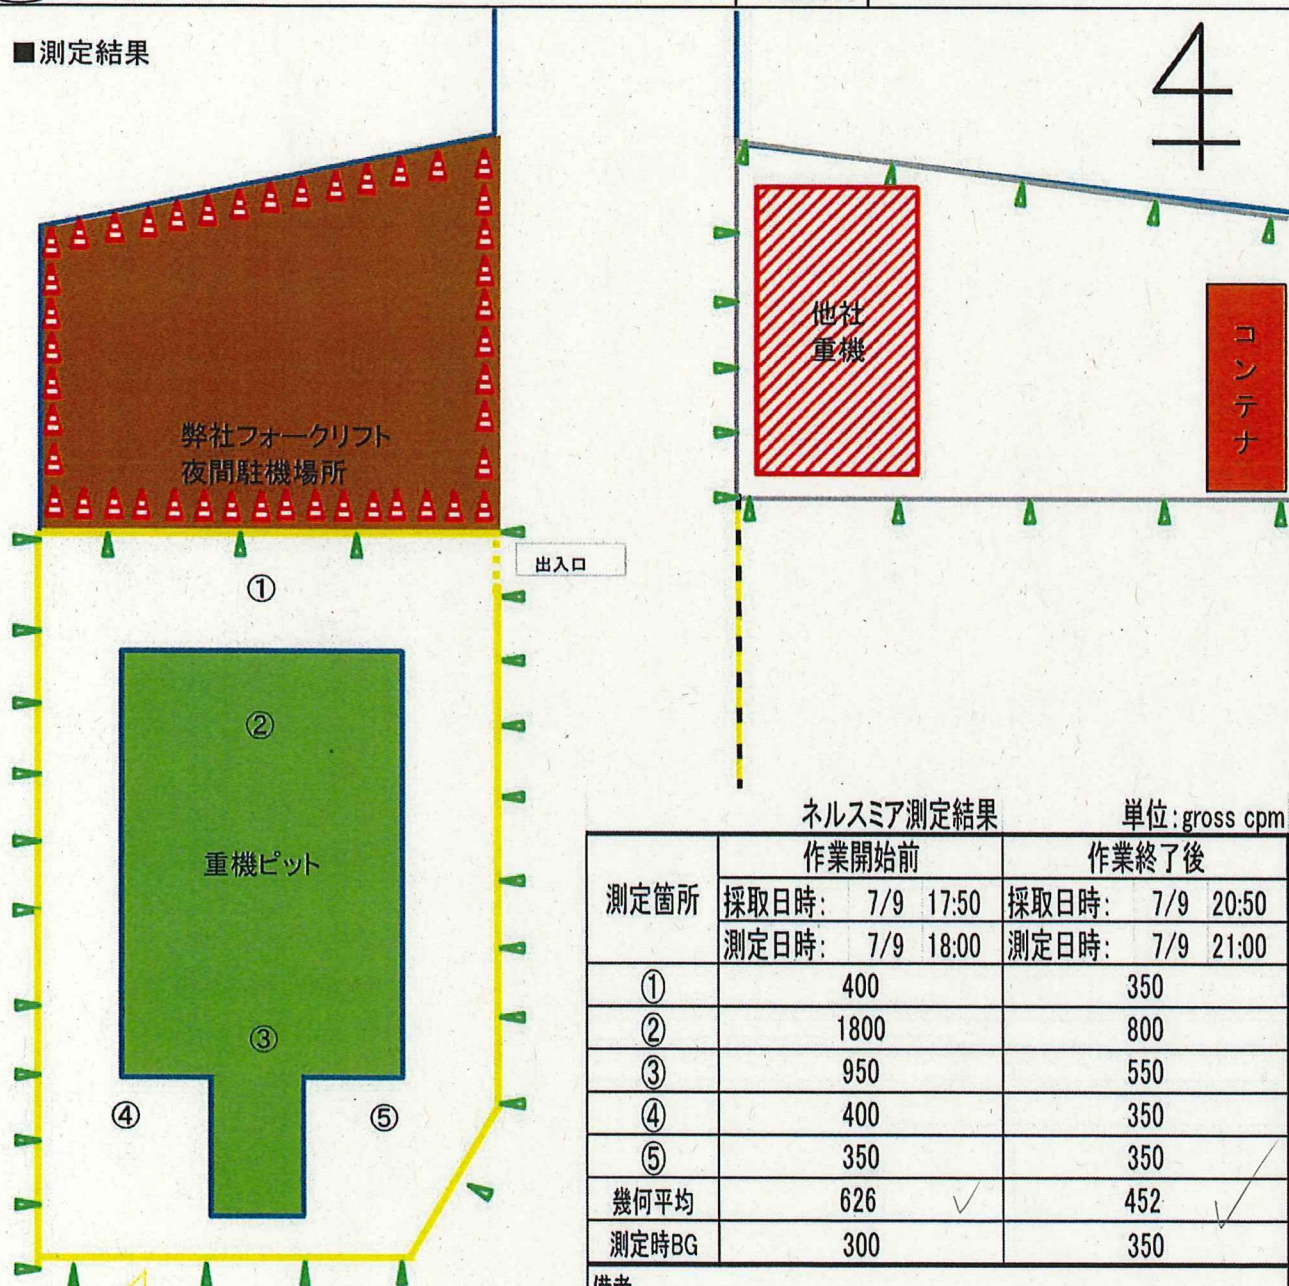 ■測定結果
4
他社
重機
コンテナ
弊社フォークリフト
夜間駐機場所
出入口
①
②
重機ピット
③
④ ⑤
ネルスミア測定結果 単位:gross cpm
測定箇所 作業開始前 作業終了後
採取日時: 7/9 17:50 採取日時: 7/9 20:50
測定日時: 7/9 18:00 測定日時: 7/9 21:00
① 400 350
② 1800 800
③ 950 550
④ 400 350
⑤ 350 350
幾何平均 626 452
測定時BG 300 350
備考